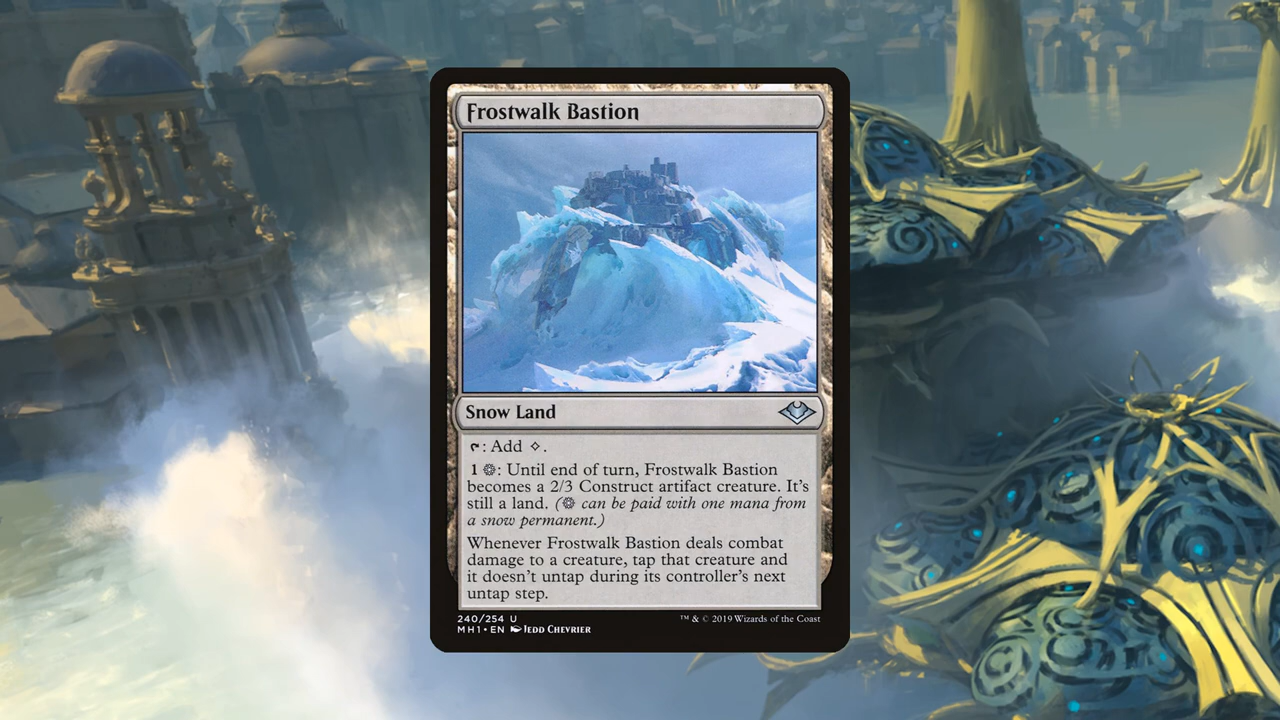 Frostwalk Bastion
Snow Land
: Add .
1 : Until end of turn, Frostwalk Bastion
becomes a 2/3 Construct artifact creature. It's
still a land. ( can be paid with one mana from
a snow permanent.)
Whenever Frostwalk Bastion deals combat
damage to a creature, tap that creature and
it doesn't untap during its controller's next
untap step.
240/254 U
MH1 • EN Jedd Chevrier
™ & © 2019 Wizards of the Coast